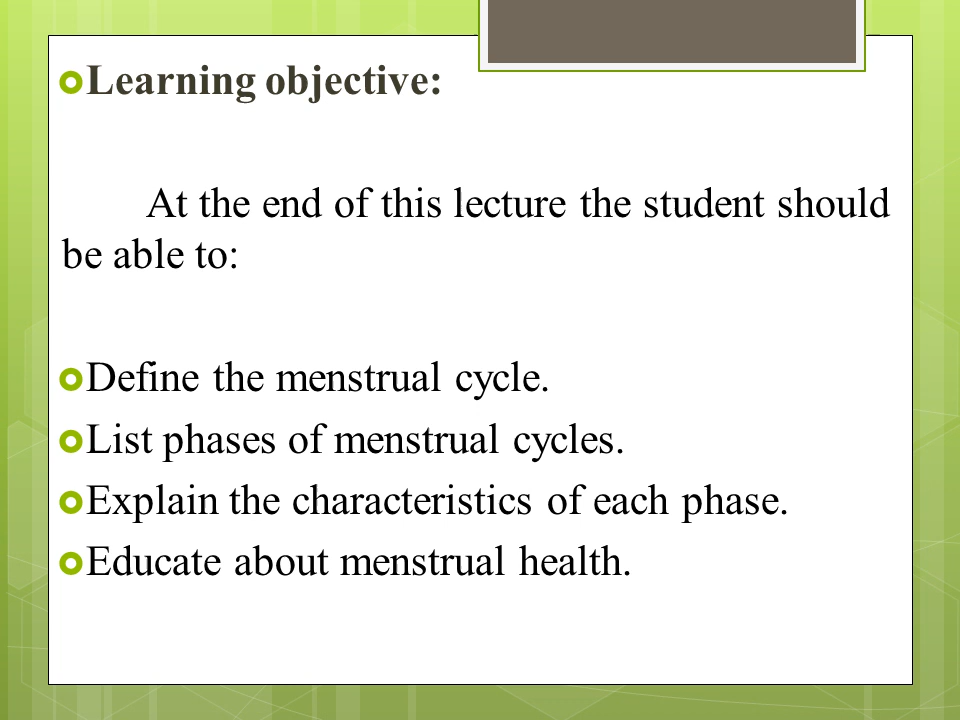 Learning objective:
At the end of this lecture the student should
be able to:
Define the menstrual cycle.
List phases of menstrual cycles.
Explain the characteristics of each phase.
Educate about menstrual health.